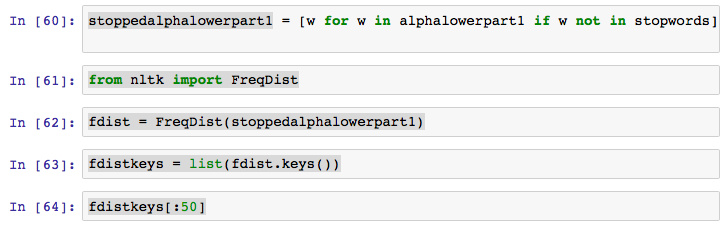 In [60]: stoppedalphalowerpart1 = [w for w in alphalowerpart1 if w not in stopwords]
In [61]: from nltk import FreqDist
In [62]: fdist = FreqDist(stoppedalphalowerpart1)
In [63]: fdistkeys = list(fdist.keys())
In [64]: fdistkeys[:50]